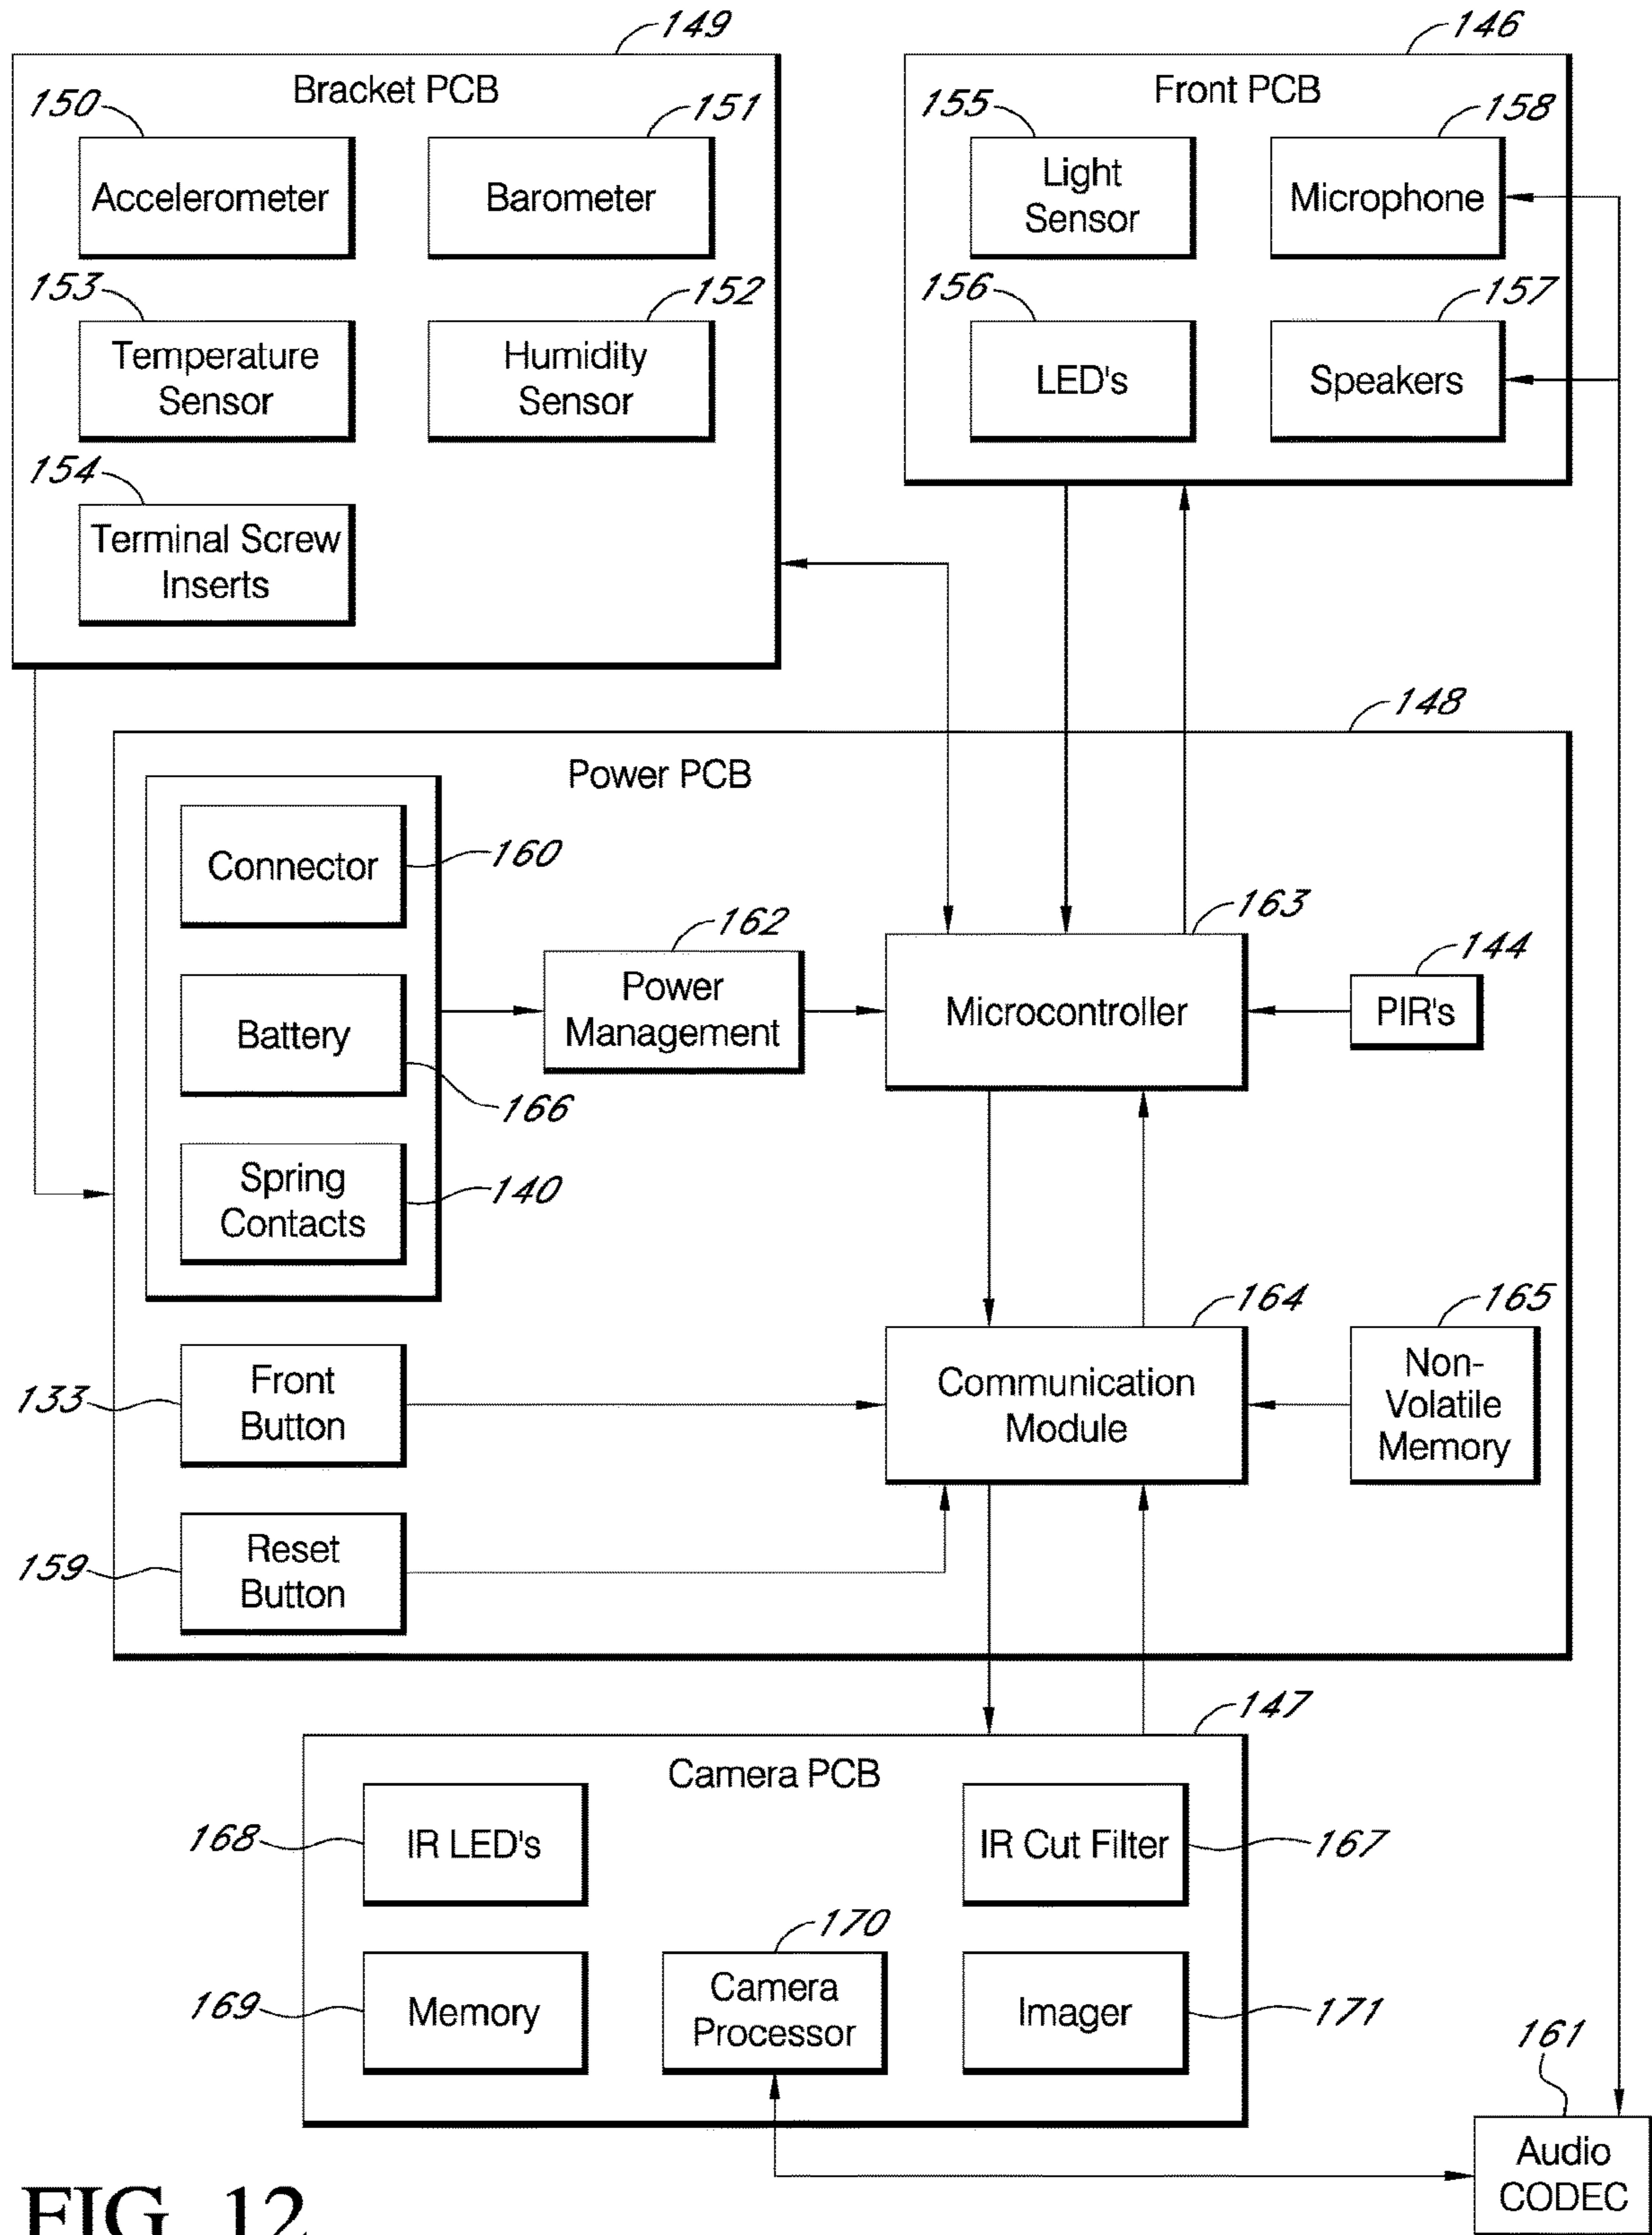 149
Bracket PCB
150
Accelerometer
151
Barometer
153
Temperature
Sensor
152
Humidity
Sensor
154
Terminal Screw
Inserts
146
Front PCB
155
Light
Sensor
158
Microphone
156
LED's
157
Speakers
148
Power PCB
Connector
160
Battery
166
Spring
Contacts
140
162
Power
Management
163
Microcontroller
144
PIR's
133
Front
Button
164
Communication
Module
165
Non-
Volatile
Memory
159
Reset
Button
147
Camera PCB
168
IR LED's
IR Cut Filter
167
169
Memory
170
Camera
Processor
Imager
171
161
Audio
CODEC
FIG. 12